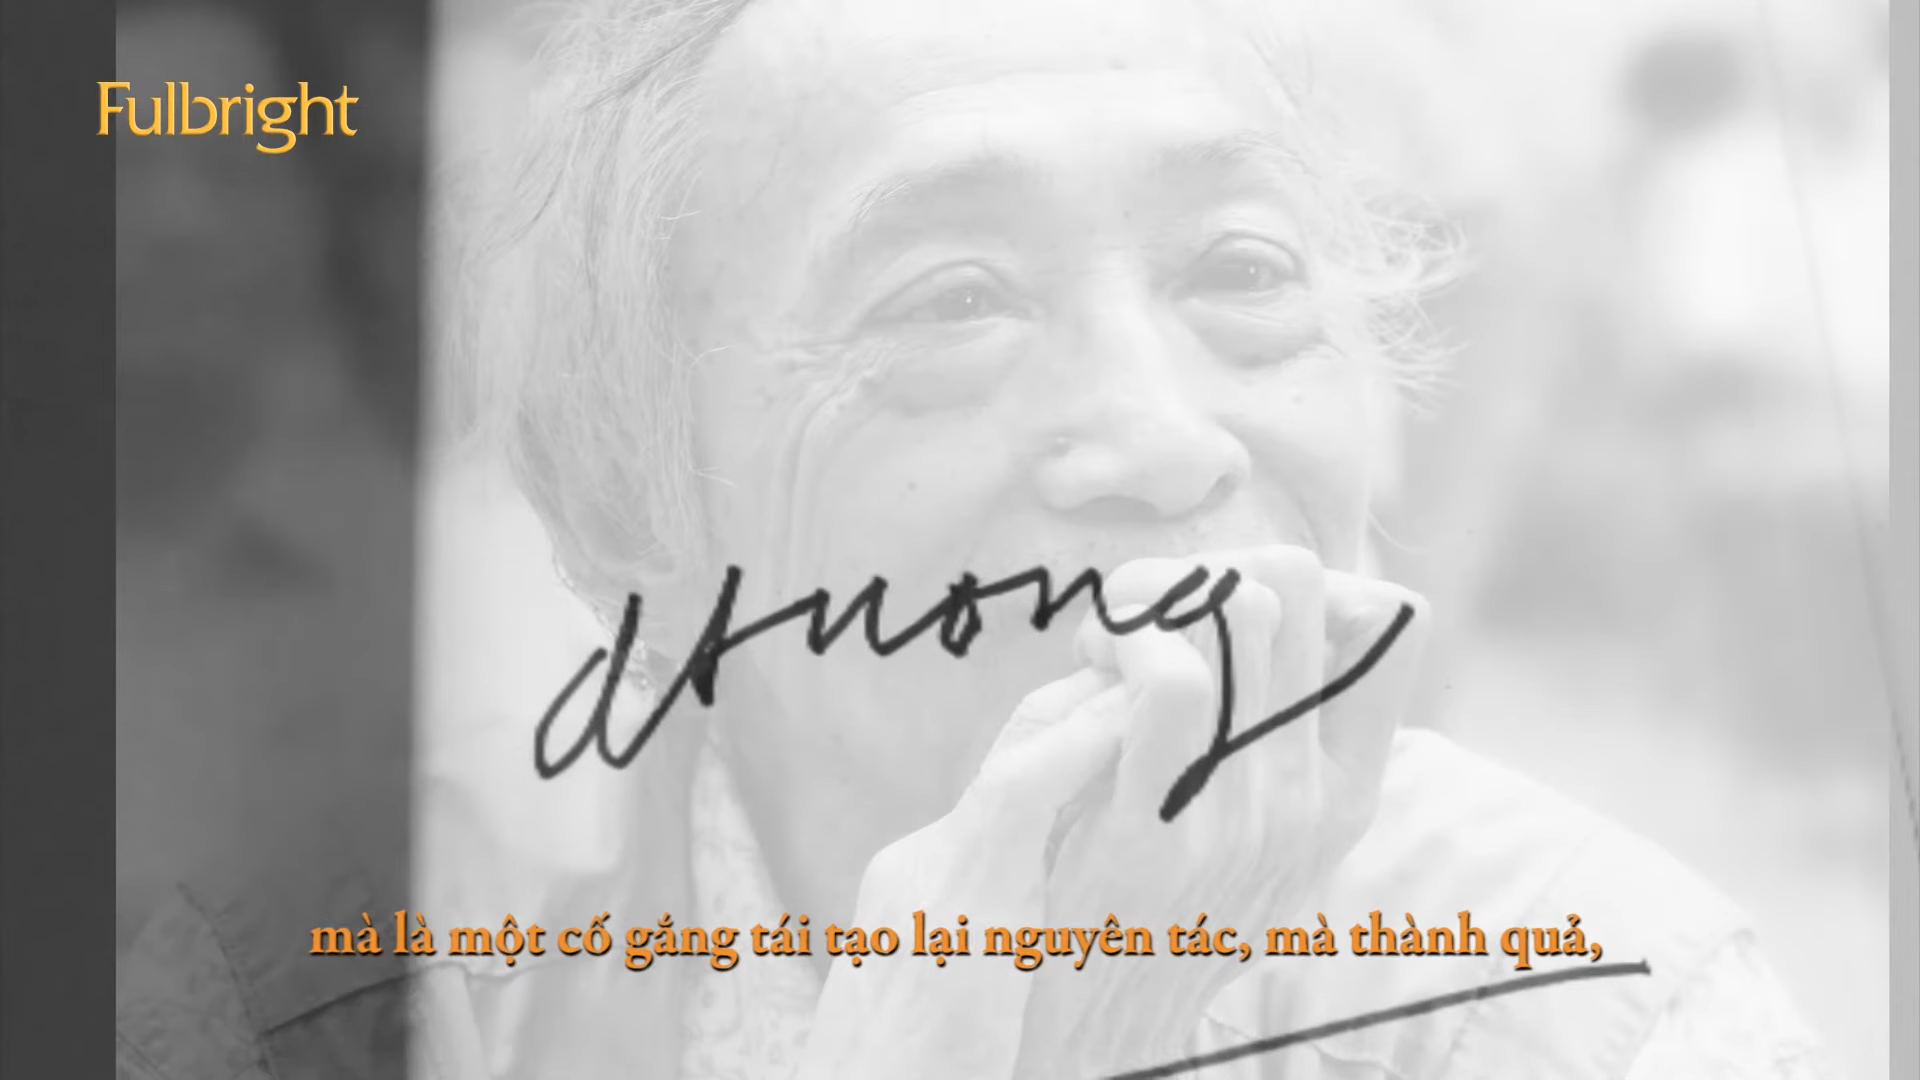 Fulbright
dtuong
mà là một cố gắng tái tạo lại nguyên tác, mà thành quả,